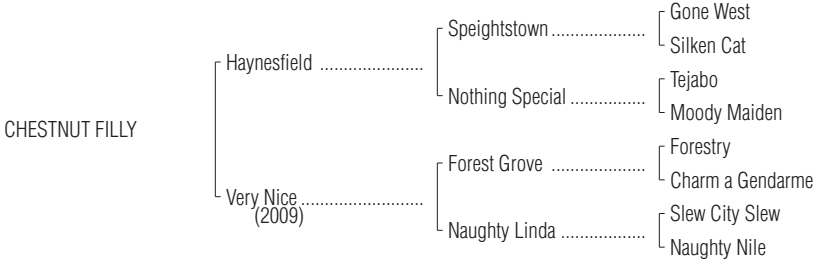 Gone West
Speightstown ....................
Silken Cat
Haynesfield ......................
Tejabo
Nothing Special ................
Moody Maiden
CHESTNUT FILLY
Forestry
Forest Grove ....................
Charm a Gendarme
Very Nice ..........................
(2009)
Slew City Slew
Naughty Linda ..................
Naughty Nile